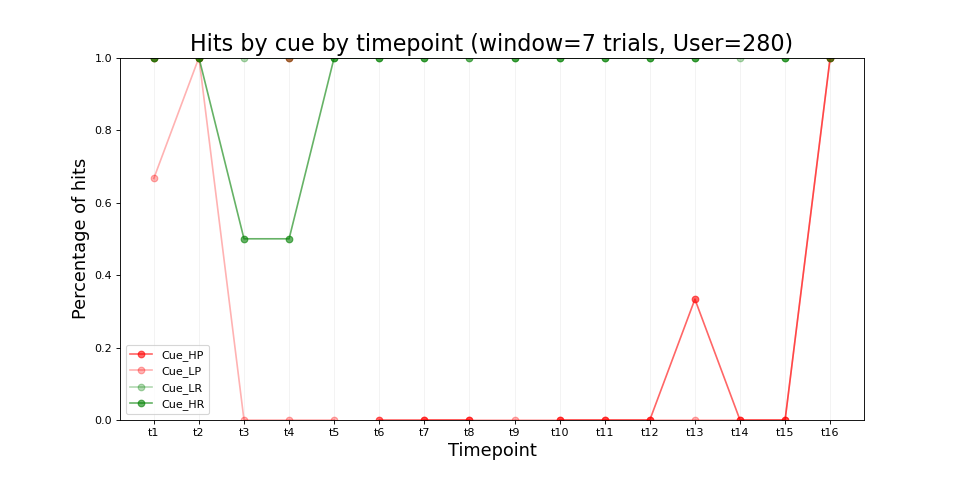 Hits by cue by timepoint (window=7 trials, User=280)
Percentage of hits
1.0
0.8
0.6
0.4
0.2
0.0
Cue_HP
Cue_LP
Cue_LR
Cue_HR
t1 t2 t3 t4 t5 t6 t7 t8 t9 t10 t11 t12 t13 t14 t15 t16
Timepoint